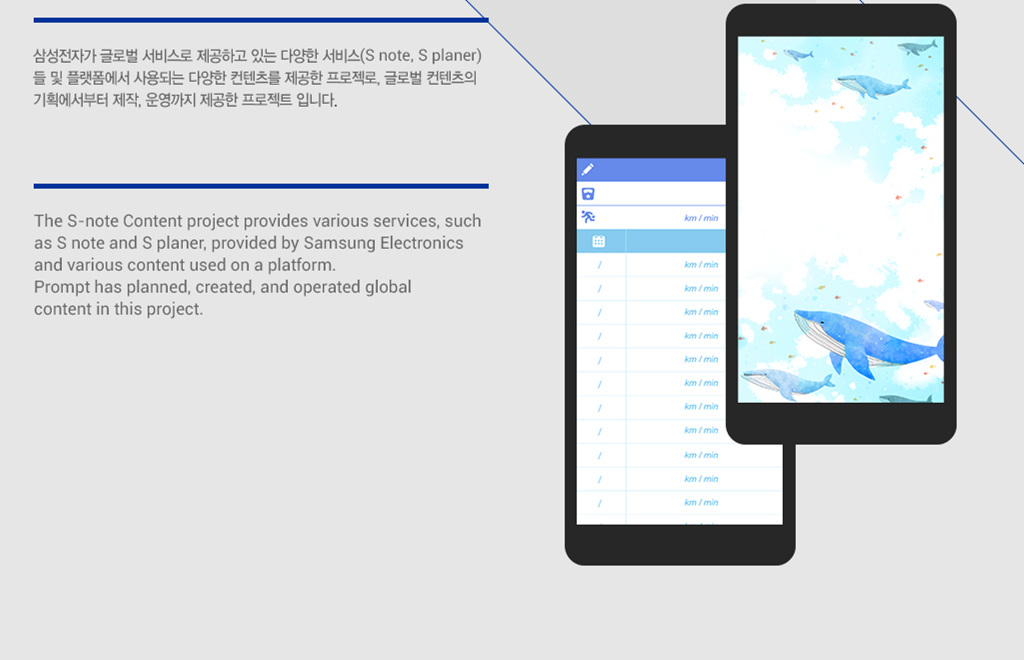 삼성전자가 글로벌 서비스로 제공하고 있는 다양한 서비스(S note, S planer)
들 및 플랫폼에서 사용되는 다양한 컨텐츠를 제공한 프로젝로, 글로벌 컨텐츠의
기획에서부터 제작, 운영까지 제공한 프로젝트 입니다.
The S-note Content project provides various services, such
as S note and S planer, provided by Samsung Electronics
and various content used on a platform.
Prompt has planned, created, and operated global
content in this project.
km / min
/ km / min
/ km / min
/ km / min
/ km / min
/ km / min
/ km / min
/ km / min
/ km / min
/ km / min
/ km / min
/ km / min